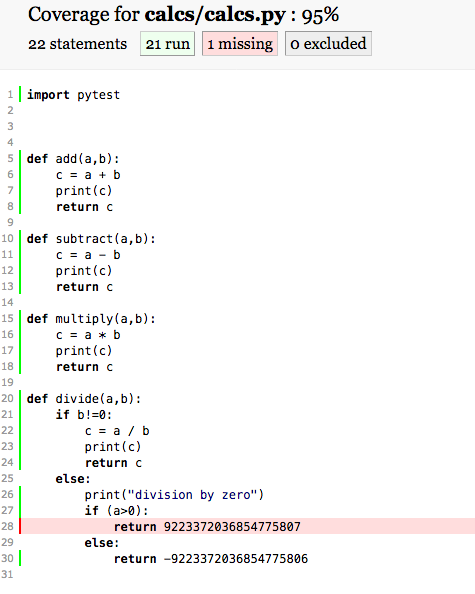 Coverage for calcs/calcs.py : 95%
22 statements 21 run 1 missing 0 excluded
1 import pytest
2
3
4
5 def add(a,b):
6     c = a + b
7     print(c)
8     return c
9
10 def subtract(a,b):
11     c = a - b
12     print(c)
13     return c
14
15 def multiply(a,b):
16     c = a * b
17     print(c)
18     return c
19
20 def divide(a,b):
21     if b!=0:
22         c = a / b
23         print(c)
24         return c
25     else:
26         print("division by zero")
27         if (a>0):
28             return 9223372036854775807
29         else:
30             return -9223372036854775806
31